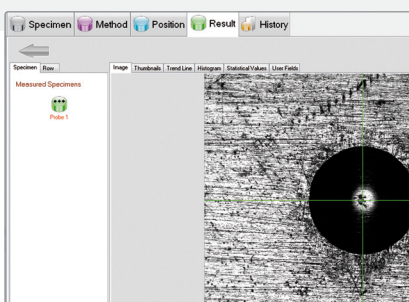 Specimen Method Position Result History
Specimen Row Image Thumbnails Trend Line Histogram Statistical Values User Fields
Measured Specimens
Probe 1